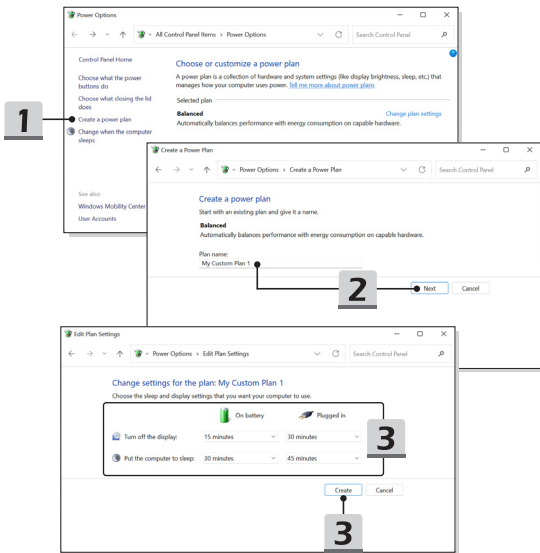 Power Options
All Control Panel Items › Power Options
Search Control Panel
Control Panel Home
Choose what the power
buttons do
Choose what closing the lid
does
Create a power plan
Change when the computer
sleeps
See also
Windows Mobility Center
User Accounts
Choose or customize a power plan
A power plan is a collection of hardware and system settings (like display brightness, sleep, etc.) that
manages how your computer uses power. Tell me more about power plans.
Selected plan
Balanced
Change plan settings
Automatically balances performance with energy consumption on capable hardware.
1
Create a Power Plan
Power Options › Create a Power Plan
Search Control Panel
Create a power plan
Start with an existing plan and give it a name.
Balanced
Automatically balances performance with energy consumption on capable hardware.
Plan name:
My Custom Plan 1
2
Next Cancel
Edit Plan Settings
Power Options › Edit Plan Settings
Search Control Panel
Change settings for the plan: My Custom Plan 1
Choose the sleep and display settings that you want your computer to use.
On battery Plugged in
Turn off the display: 15 minutes 30 minutes
Put the computer to sleep: 30 minutes 45 minutes
3
Create Cancel
3